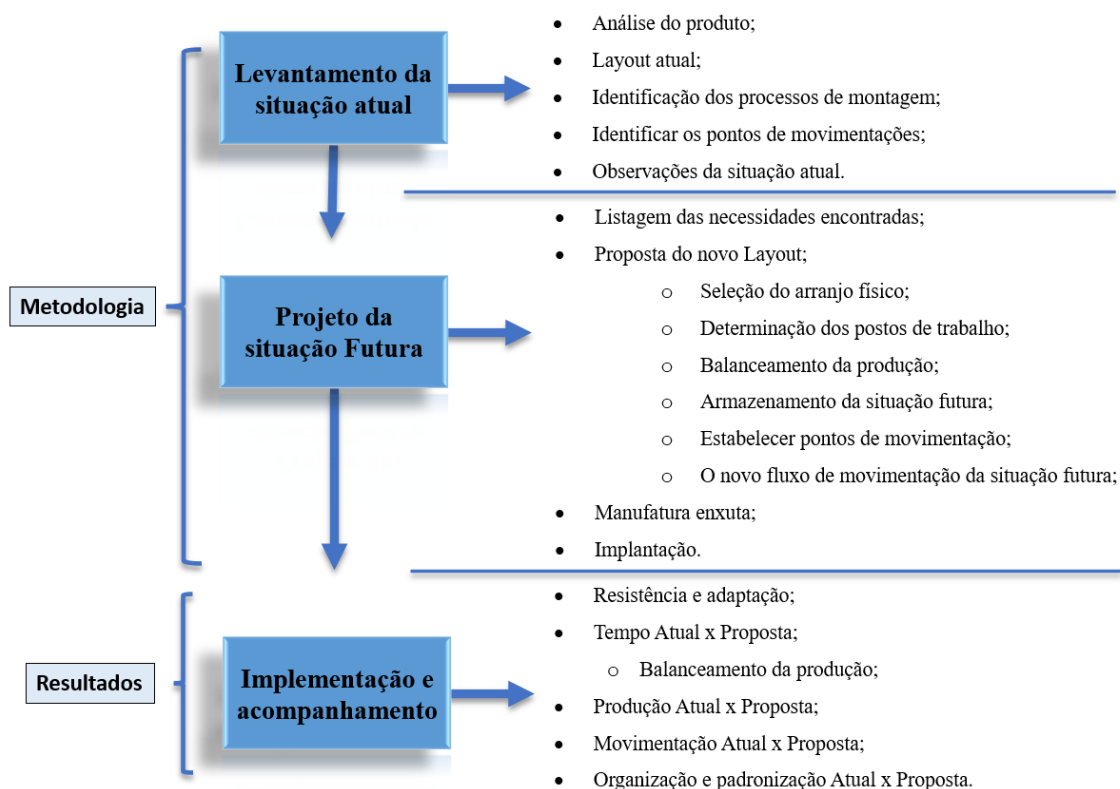 Metodologia
Levantamento da
situação atual
• Análise do produto;
• Layout atual;
• Identificação dos processos de montagem;
• Identificar os pontos de movimentações;
• Observações da situação atual.
Projeto da
situação Futura
• Listagem das necessidades encontradas;
• Proposta do novo Layout;
o Seleção do arranjo físico;
o Determinação dos postos de trabalho;
o Balanceamento da produção;
o Armazenamento da situação futura;
o Estabelecer pontos de movimentação;
o O novo fluxo de movimentação da situação futura;
• Manufatura enxuta;
• Implantação.
Resultados
Implementação e
acompanhamento
• Resistência e adaptação;
• Tempo Atual x Proposta;
o Balanceamento da produção;
• Produção Atual x Proposta;
• Movimentação Atual x Proposta;
• Organização e padronização Atual x Proposta.